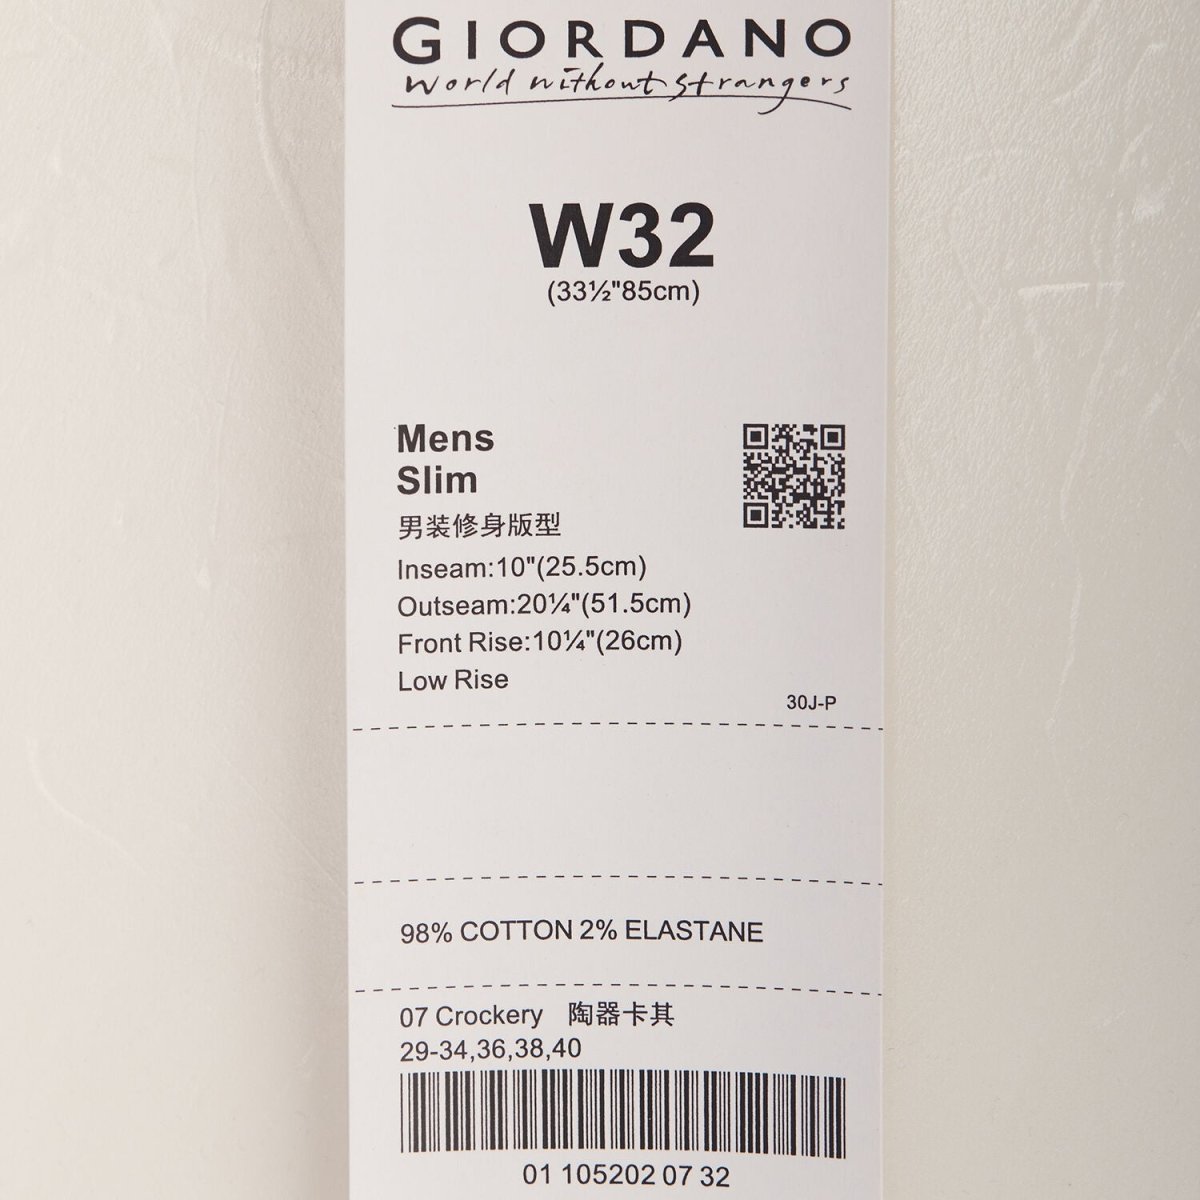 GIORDANO
World without strangers
W32
(33½"85cm)
Mens
Slim
男装修身版型
Inseam:10"(25.5cm)
Outseam:20¼"(51.5cm)
Front Rise:10¼"(26cm)
Low Rise
30J-P
98% COTTON 2% ELASTANE
07 Crockery 陶器卡其
29-34,36,38,40
01 105202 07 32